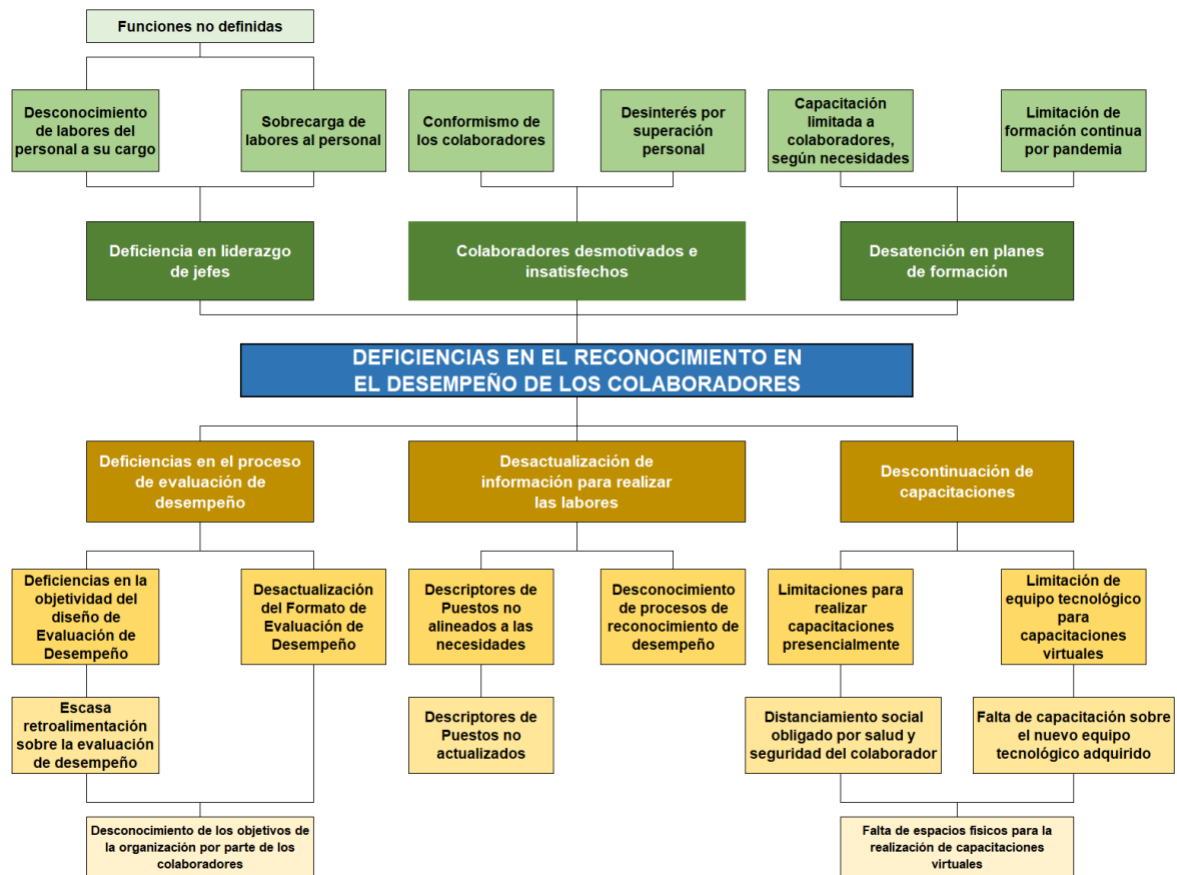 Funciones no definidas
Desconocimiento
de labores del
personal a su cargo
Sobrecarga de
labores al personal
Conformismo de
los colaboradores
Desinterés por
superación
personal
Capacitación
limitada a
colaboradores,
según necesidades
Limitación de
formación continua
por pandemia
Deficiencia en liderazgo
de jefes
Colaboradores desmotivados e
insatisfechos
Desatención en planes
de formación
DEFICIENCIAS EN EL RECONOCIMIENTO EN
EL DESEMPEÑO DE LOS COLABORADORES
Deficiencias en el proceso
de evaluación de
desempeño
Desactualización de
información para realizar
las labores
Descontinuación de
capacitaciones
Deficiencias en la
objetividad del
diseño de
Evaluación de
Desempeño
Desactualización
del Formato de
Evaluación de
Desempeño
Descriptores de
Puestos no
alineados a las
necesidades
Desconocimiento
de procesos de
reconocimiento de
desempeño
Limitaciones para
realizar
capacitaciones
presencialmente
Limitación de
equipo tecnológico
para
capacitaciones
virtuales
Escasa
retroalimentación
sobre la evaluación
de desempeño
Descriptores de
Puestos no
actualizados
Distanciamiento social
obligado por salud y
seguridad del colaborador
Falta de capacitación sobre
el nuevo equipo
tecnológico adquirido
Desconocimiento de los objetivos de
la organización por parte de los
colaboradores
Falta de espacios físicos para la
realización de capacitaciones
virtuales